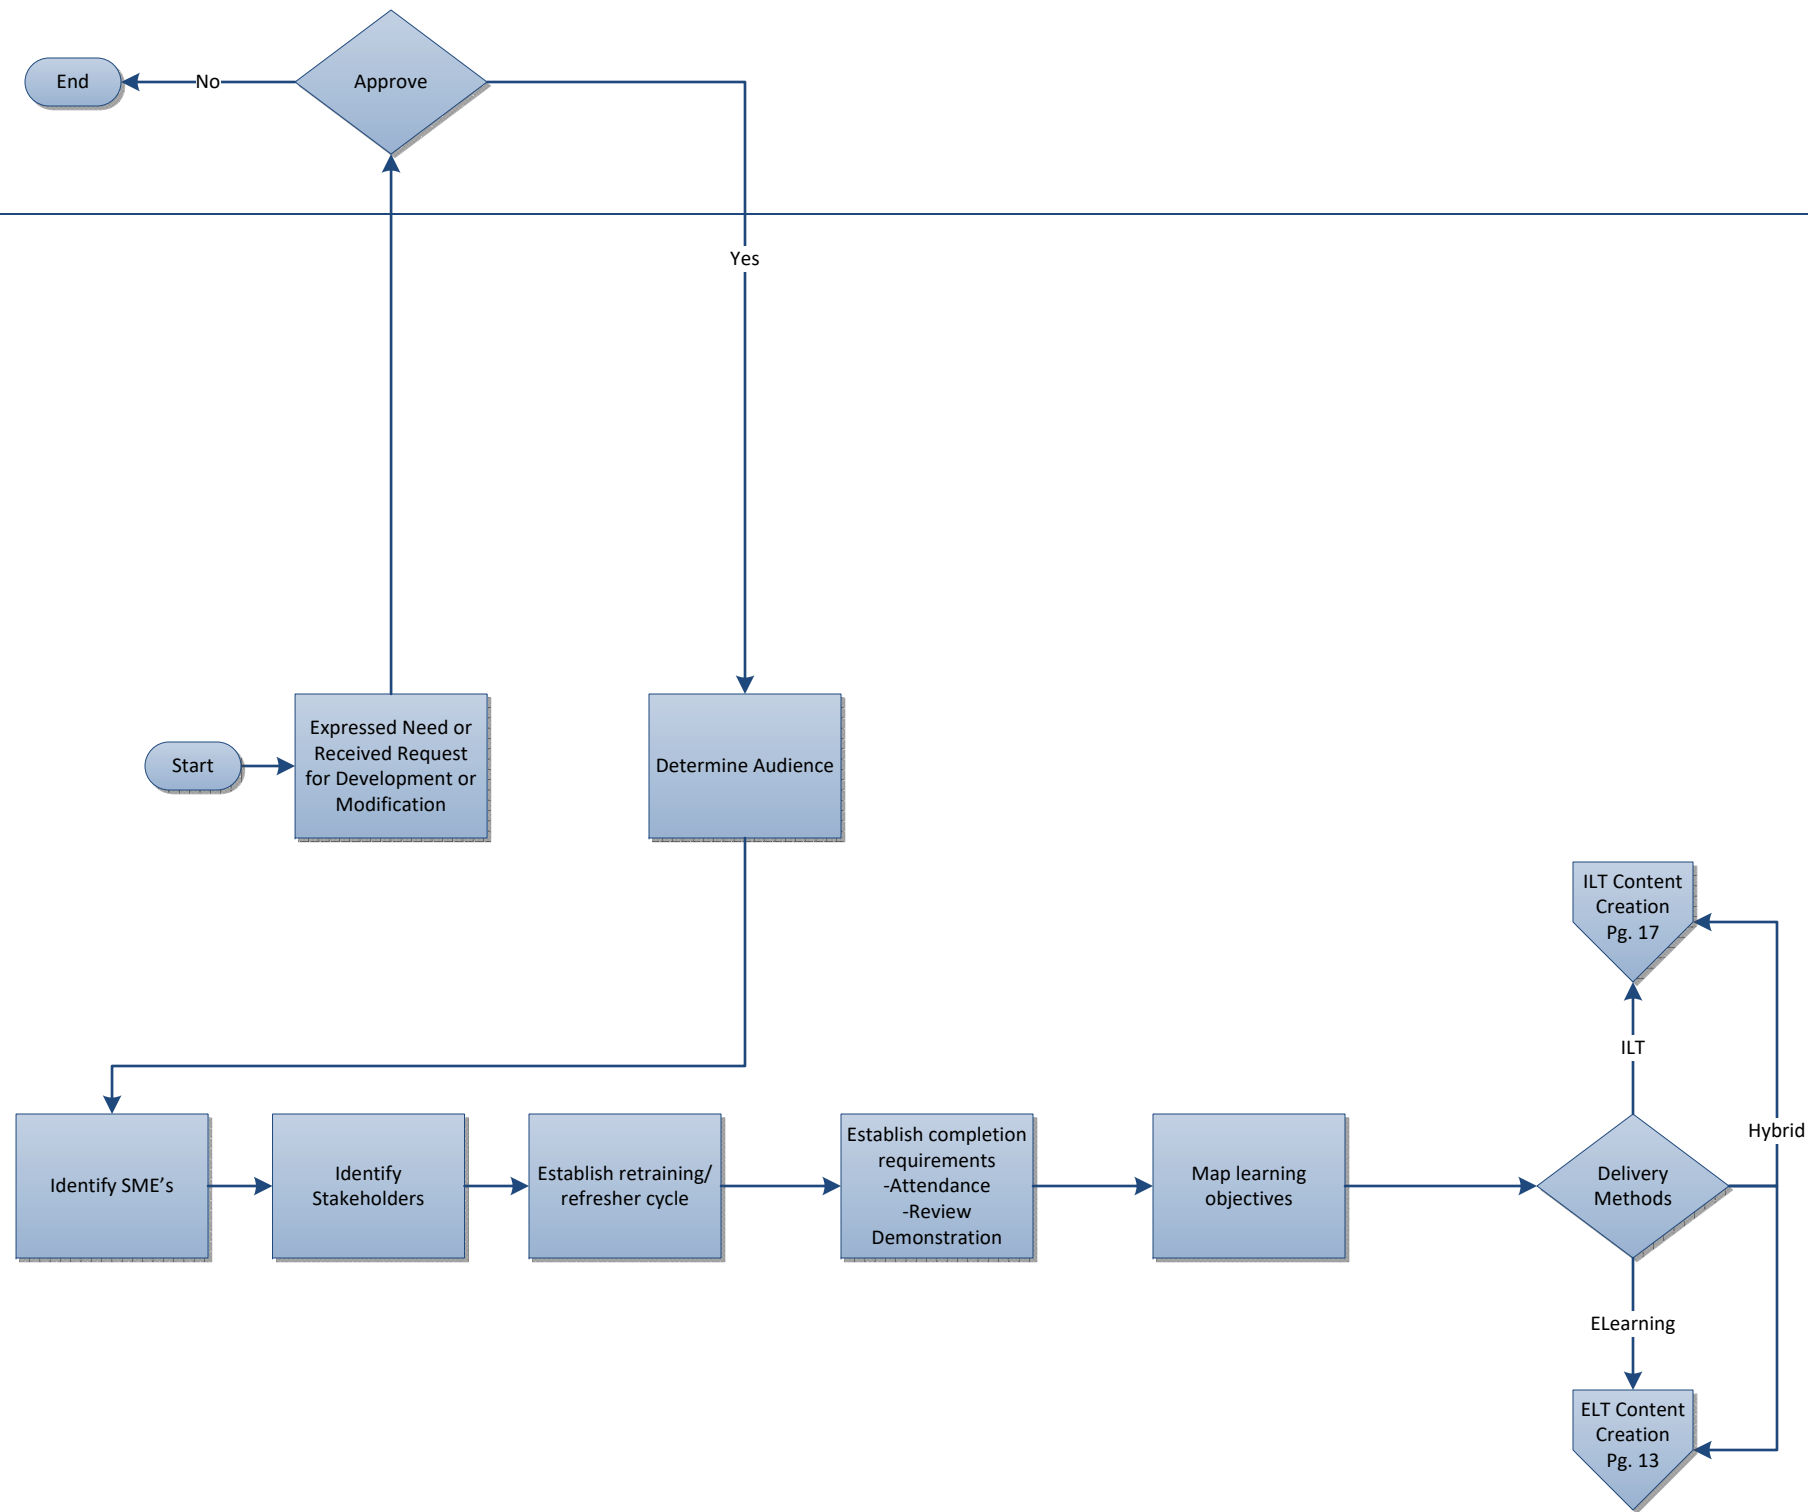 End
No
Approve
Yes
Start
Expressed Need or
Received Request
for Development or
Modification
Determine Audience
ILT Content
Creation
Pg. 17
ILT
Hybrid
Identify SME’s
Identify
Stakeholders
Establish retraining/
refresher cycle
Establish completion
requirements
-Attendance
-Review
Demonstration
Map learning
objectives
Delivery
Methods
ELearning
ELT Content
Creation
Pg. 13